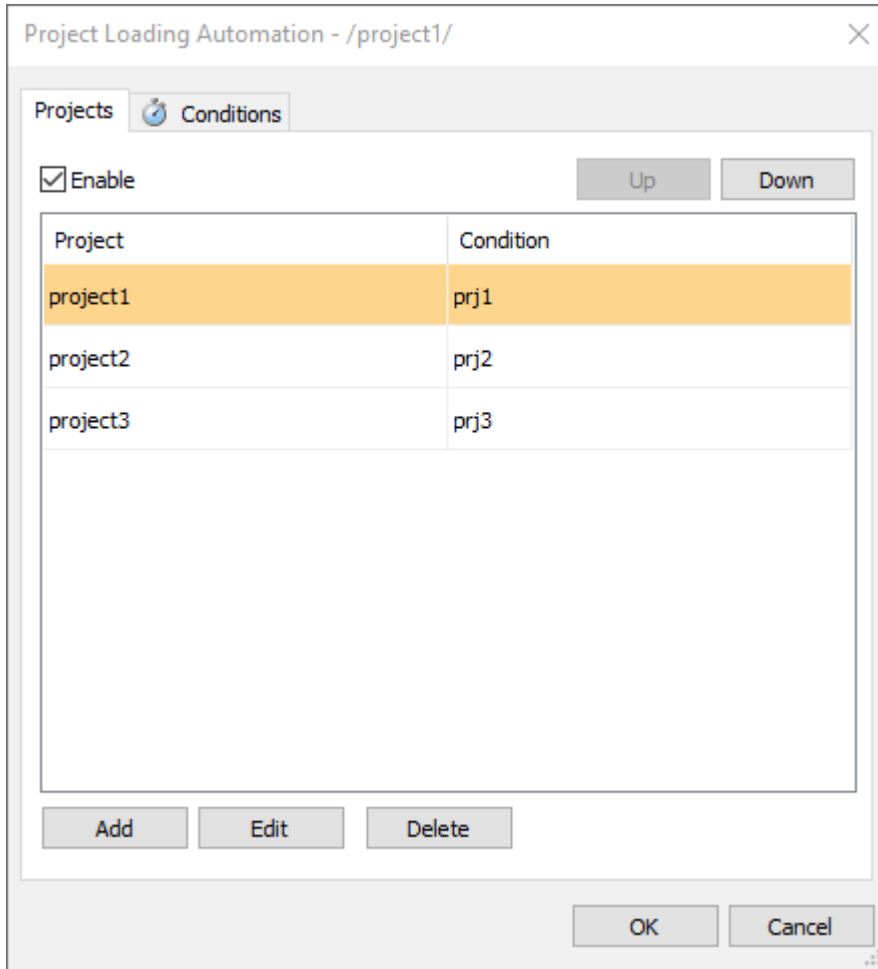 Project Loading Automation - /project1/
Projects Conditions
Enable Up Down
Project Condition
project1 prj1
project2 prj2
project3 prj3
Add Edit Delete
OK Cancel